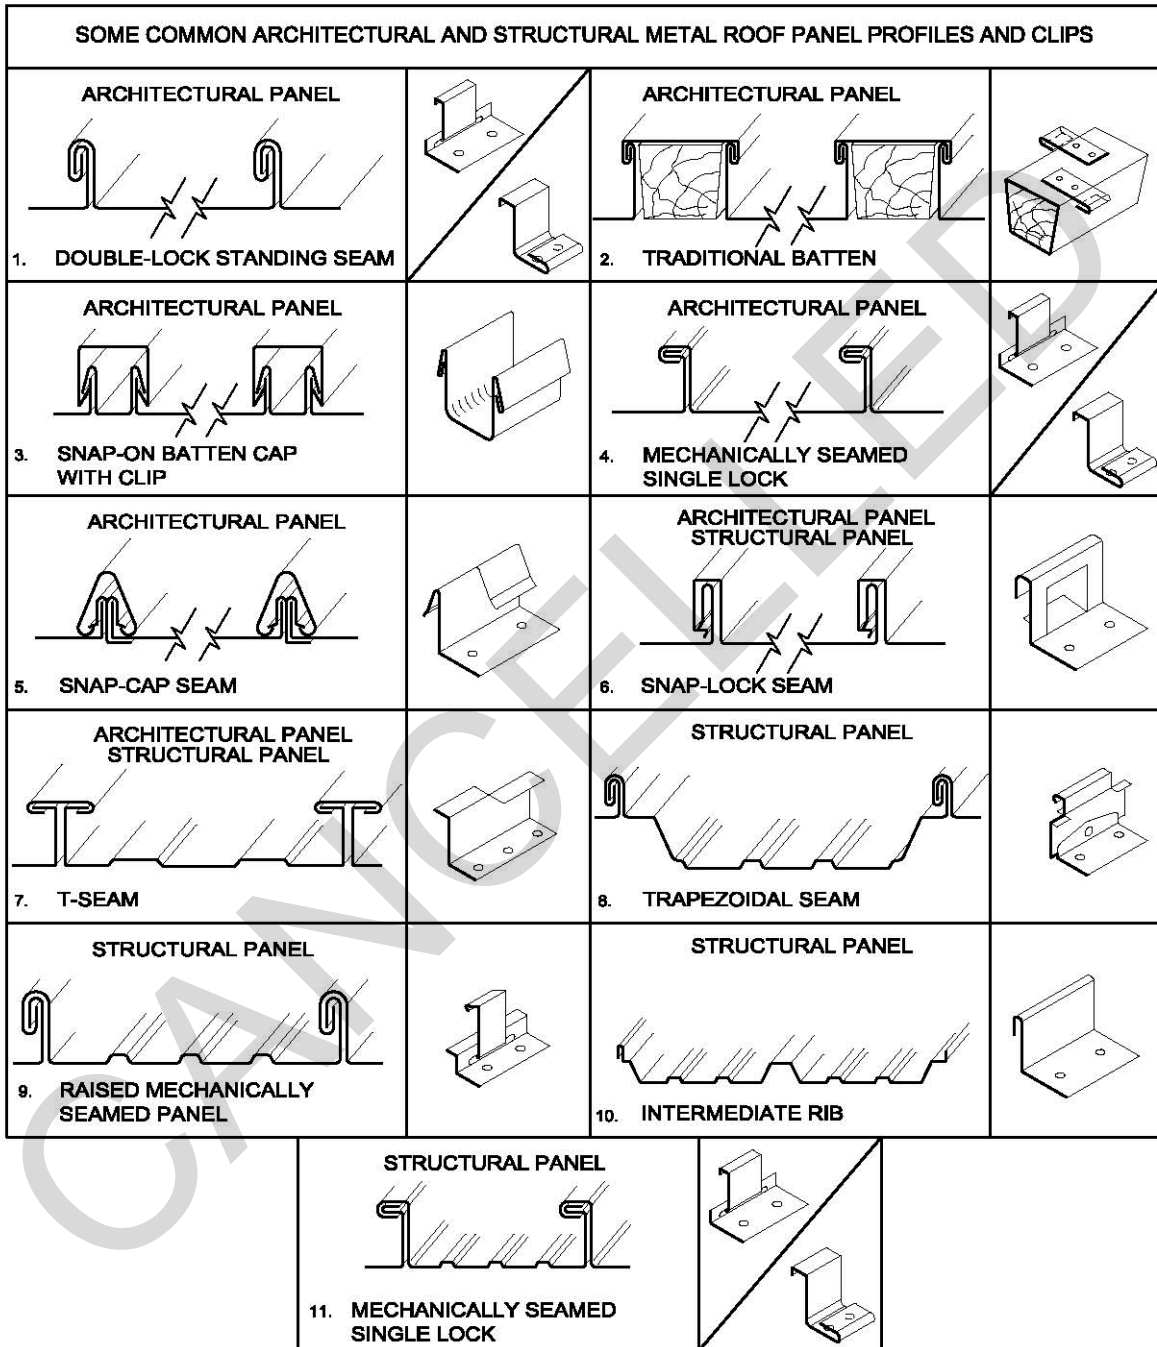 SOME COMMON ARCHITECTURAL AND STRUCTURAL METAL ROOF PANEL PROFILES AND CLIPS
ARCHITECTURAL PANEL
1. DOUBLE-LOCK STANDING SEAM
ARCHITECTURAL PANEL
2. TRADITIONAL BATTEN
ARCHITECTURAL PANEL
3. SNAP-ON BATTEN CAP
WITH CLIP
ARCHITECTURAL PANEL
4. MECHANICALLY SEAMED
SINGLE LOCK
ARCHITECTURAL PANEL
5. SNAP-CAP SEAM
ARCHITECTURAL PANEL
STRUCTURAL PANEL
6. SNAP-LOCK SEAM
ARCHITECTURAL PANEL
STRUCTURAL PANEL
7. T-SEAM
STRUCTURAL PANEL
8. TRAPEZOIDAL SEAM
STRUCTURAL PANEL
9. RAISED MECHANICALLY
SEAMED PANEL
STRUCTURAL PANEL
10. INTERMEDIATE RIB
STRUCTURAL PANEL
11. MECHANICALLY SEAMED
SINGLE LOCK
CANCELLED